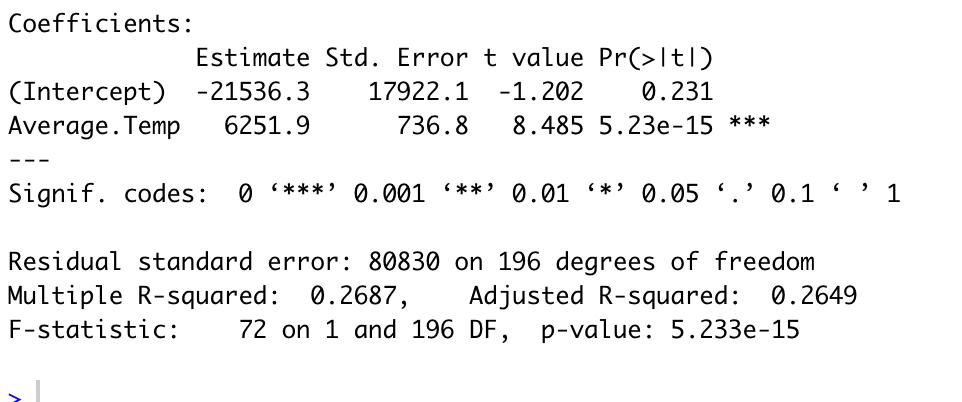 Coefficients:
            Estimate Std. Error t value Pr(>|t|)
(Intercept)  -21536.3    17922.1  -1.202    0.231
Average.Temp   6251.9      736.8   8.485 5.23e-15 ***
---
Signif. codes:  0 ‘***’ 0.001 ‘**’ 0.01 ‘*’ 0.05 ‘.’ 0.1 ‘ ’ 1
Residual standard error: 80830 on 196 degrees of freedom
Multiple R-squared:  0.2687,    Adjusted R-squared:  0.2649
F-statistic:    72 on 1 and 196 DF,  p-value: 5.233e-15
>